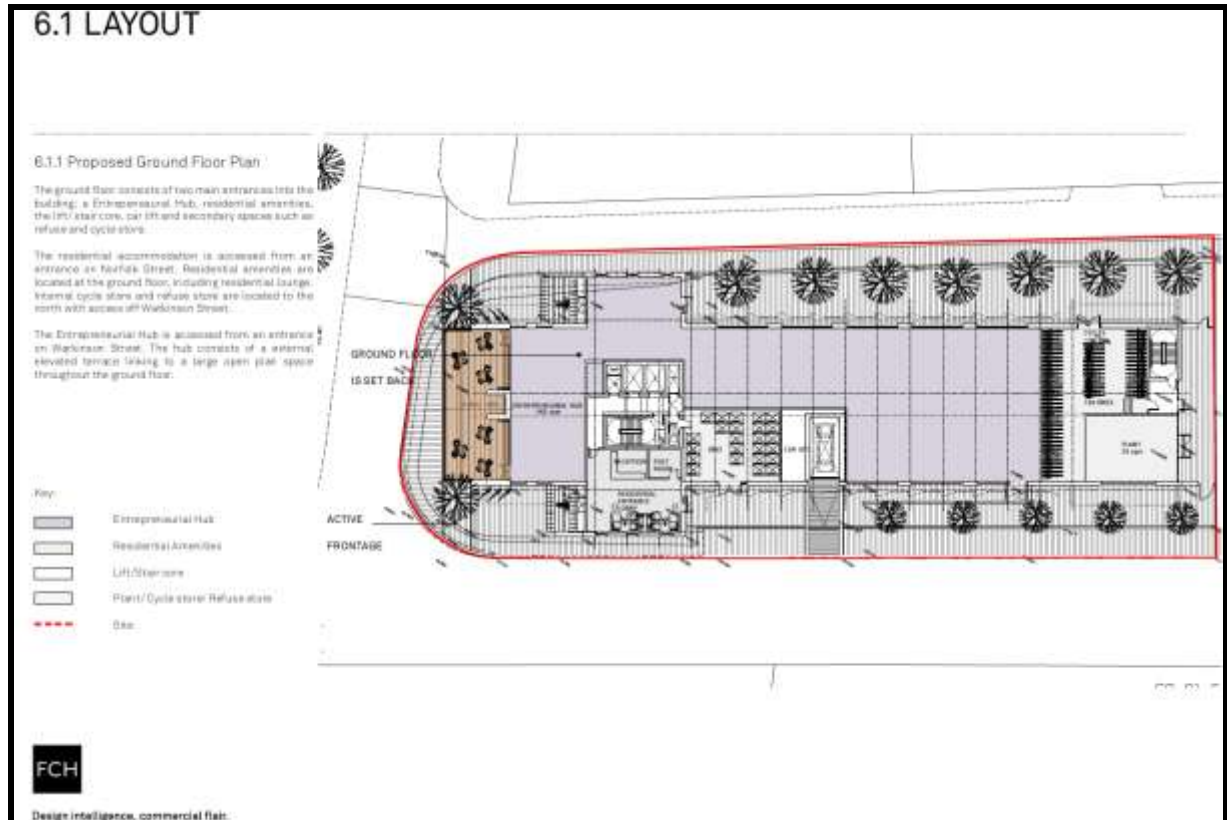 6.1 LAYOUT
6.1.1 Proposed Ground Floor Plan
The ground floor consists of two main entrances into the
building; a Entrepreneural Hub, residential amenities,
the lift/ stair core, car lift and secondary spaces such as
refuse and cycle store.
The residential accommodation is accessed from an
entrance on Norfolk Street. Residential amenities are
located at the ground floor, including residential lounge.
Internal cycle store and refuse store are located to the
north with access off Watkinson Street.
The Entrepreneurial Hub is accessed from an entrance
on Watkinson Street. The hub consists of a external
elevated terrace linking to a large open plan space
throughout the ground floor.
Key:
Entrepreneurial Hub
Residential Amenities
Lift/Stair core
Plant/ Cycle store/ Refuse store
Site
GROUND FLOOR
IS SET BACK
ACTIVE
FRONTAGE
ENTREPRENEURIAL HUB
RECEPTION
POST
ROOM
RESIDENTIAL
ENTRANCE
CAR LIFT
PLANT
FCH
Design intelligence, commercial flair.